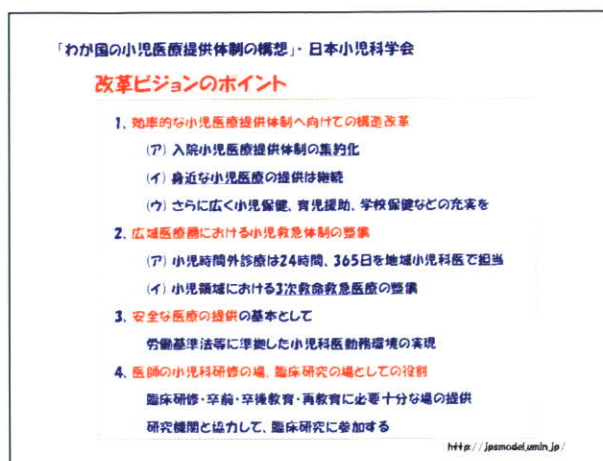 「わが国の小児医療提供体制の構想」・日本小児科学会
改革ビジョンのポイント
1、効率的な小児医療提供体制へ向けての構造改革
(ア) 入院小児医療提供体制の集約化
(イ) 身近な小児医療の提供は継続
(ウ) さらに広く小児保健、育児援助、学校保健などの充実を
2、広域医療圏における小児救急体制の整備
(ア) 小児時間外診療は24時間、365日を地域小児科医で担当
(イ) 小児領域における3次救命救急医療の整備
3、安全な医療の提供の基本として
労働基準法等に準拠した小児科医勤務環境の実現
4、医師の小児科研修の場、臨床研究の場としての役割
臨床研修・卒前・卒後教育・再教育に必要十分な場の提供
研究機関と協力して、臨床研究に参加する
http://jpsmodel.umin.jp/